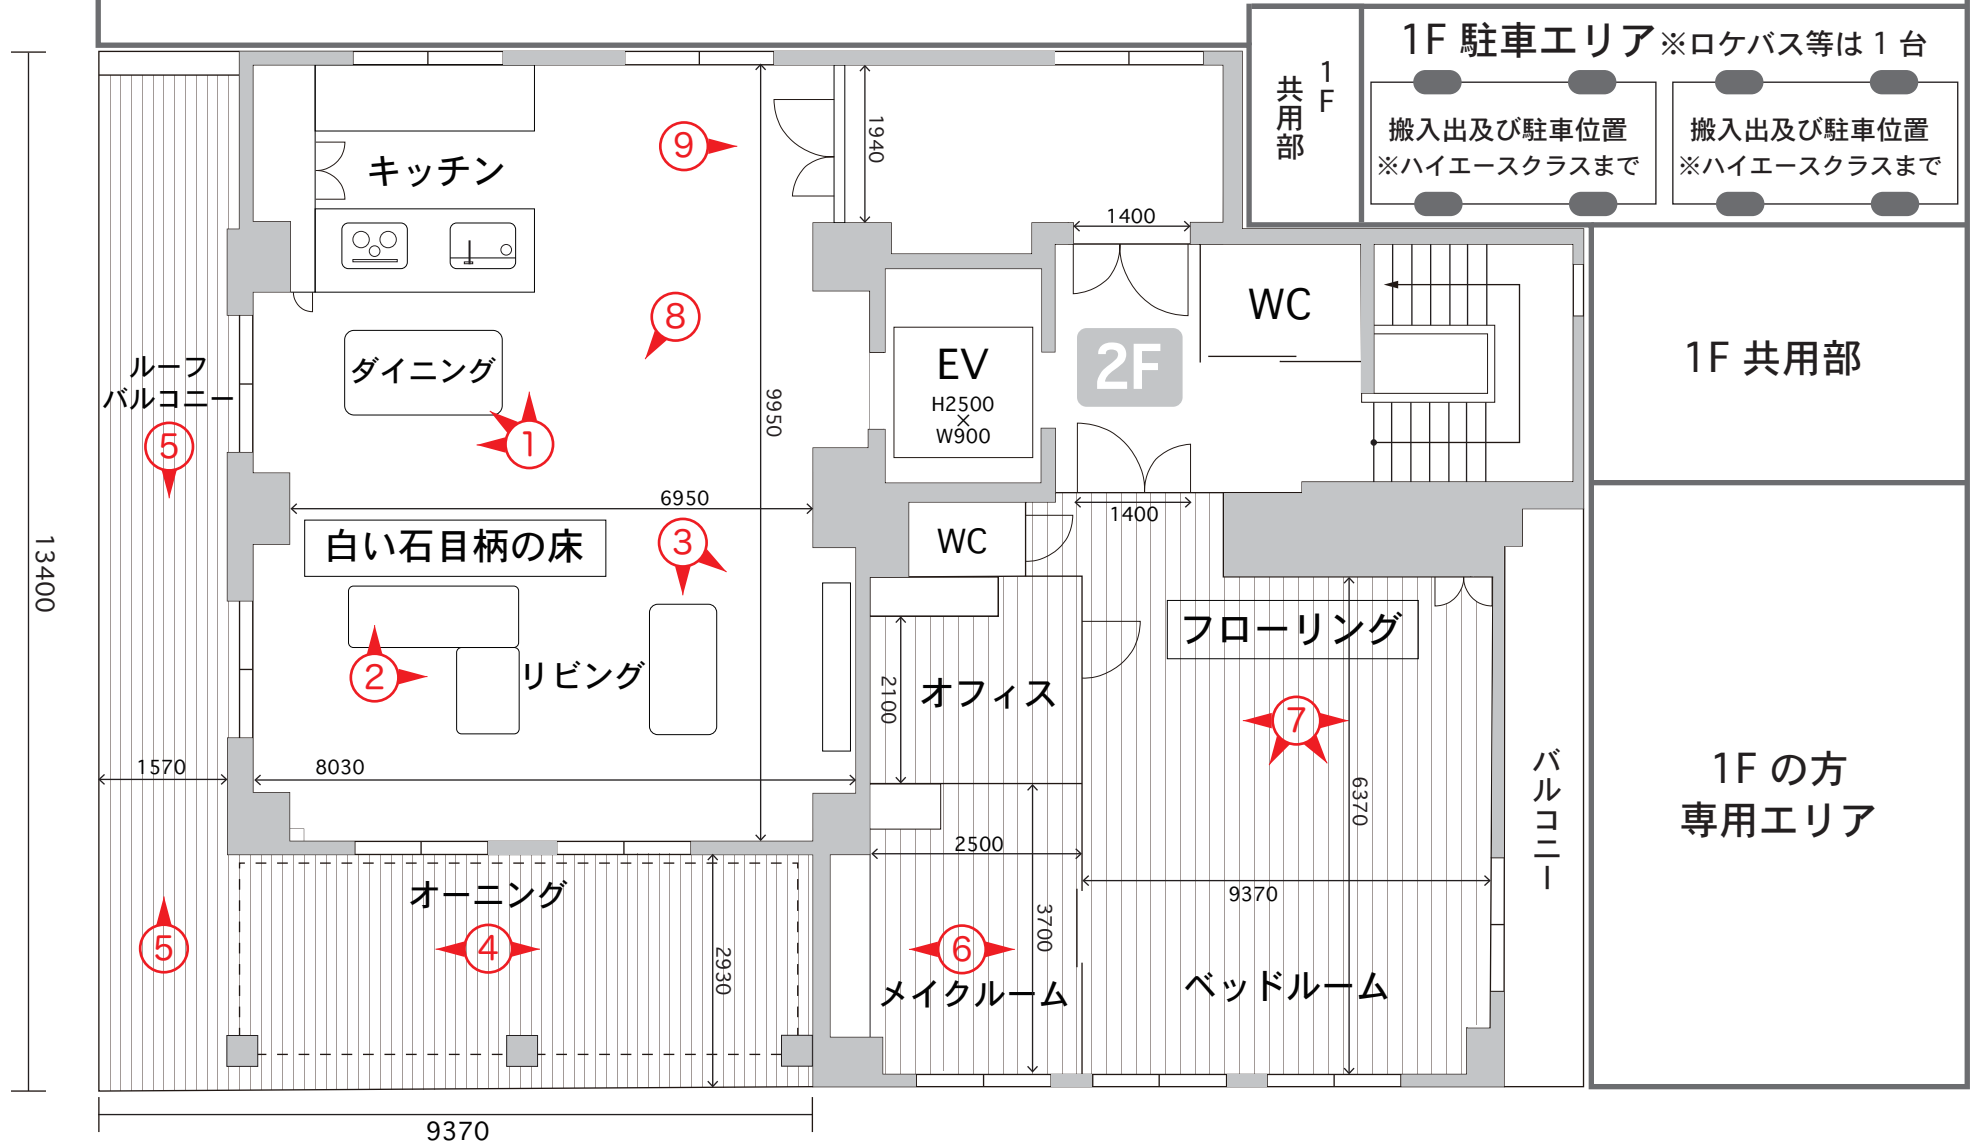 1F 駐車エリア※ロケバス等は 1 台
1F
共用部
搬入出及び駐車位置
※ハイエースクラスまで
搬入出及び駐車位置
※ハイエースクラスまで
キッチン
⑨
1940
1400
WC
⑧
EV
H2500
×
W900
2F
1F 共用部
ルーフ
バルコニー
ダイニング
⑤
①
9950
6950
1400
白い石目柄の床
③
WC
13400
フローリング
②
リビング
2100
オフィス
⑦
1570
8030
6370
バルコニー
1F の方
専用エリア
2500
オーニング
9370
⑤
④
2930
⑥
3700
メイクルーム
ベッドルーム
9370